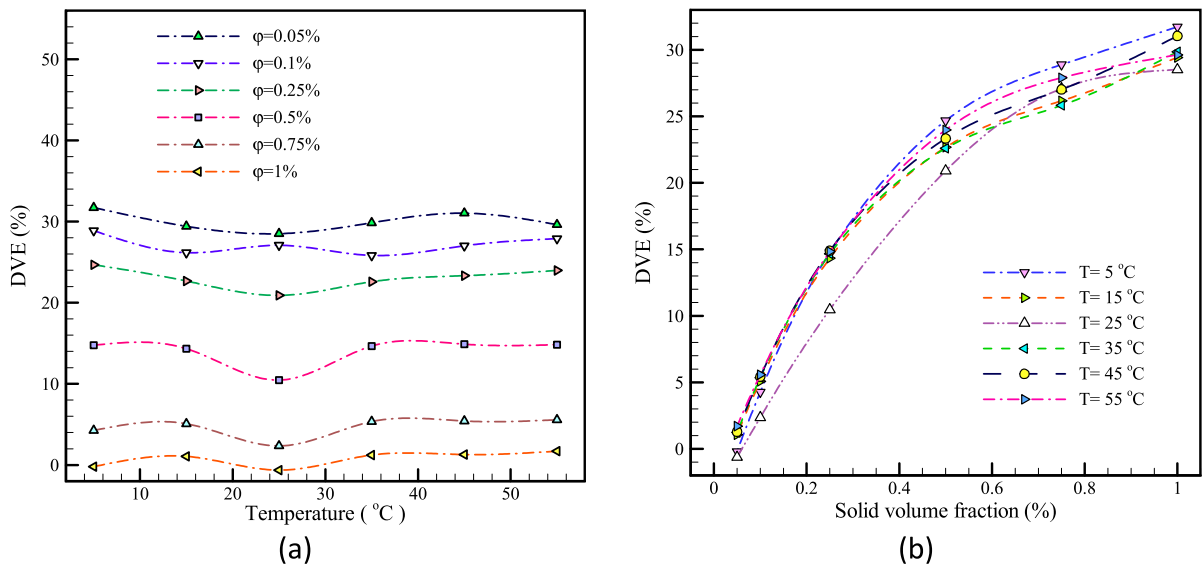 50
40
30
20
10
0
DVE (%)
φ=0.05%
φ=0.1%
φ=0.25%
φ=0.5%
φ=0.75%
φ=1%
10 20 30 40 50
Temperature ( °C )
(a)
30
25
20
15
10
5
0
DVE (%)
T= 5 °C
T= 15 °C
T= 25 °C
T= 35 °C
T= 45 °C
T= 55 °C
0 0.2 0.4 0.6 0.8 1
Solid volume fraction (%)
(b)